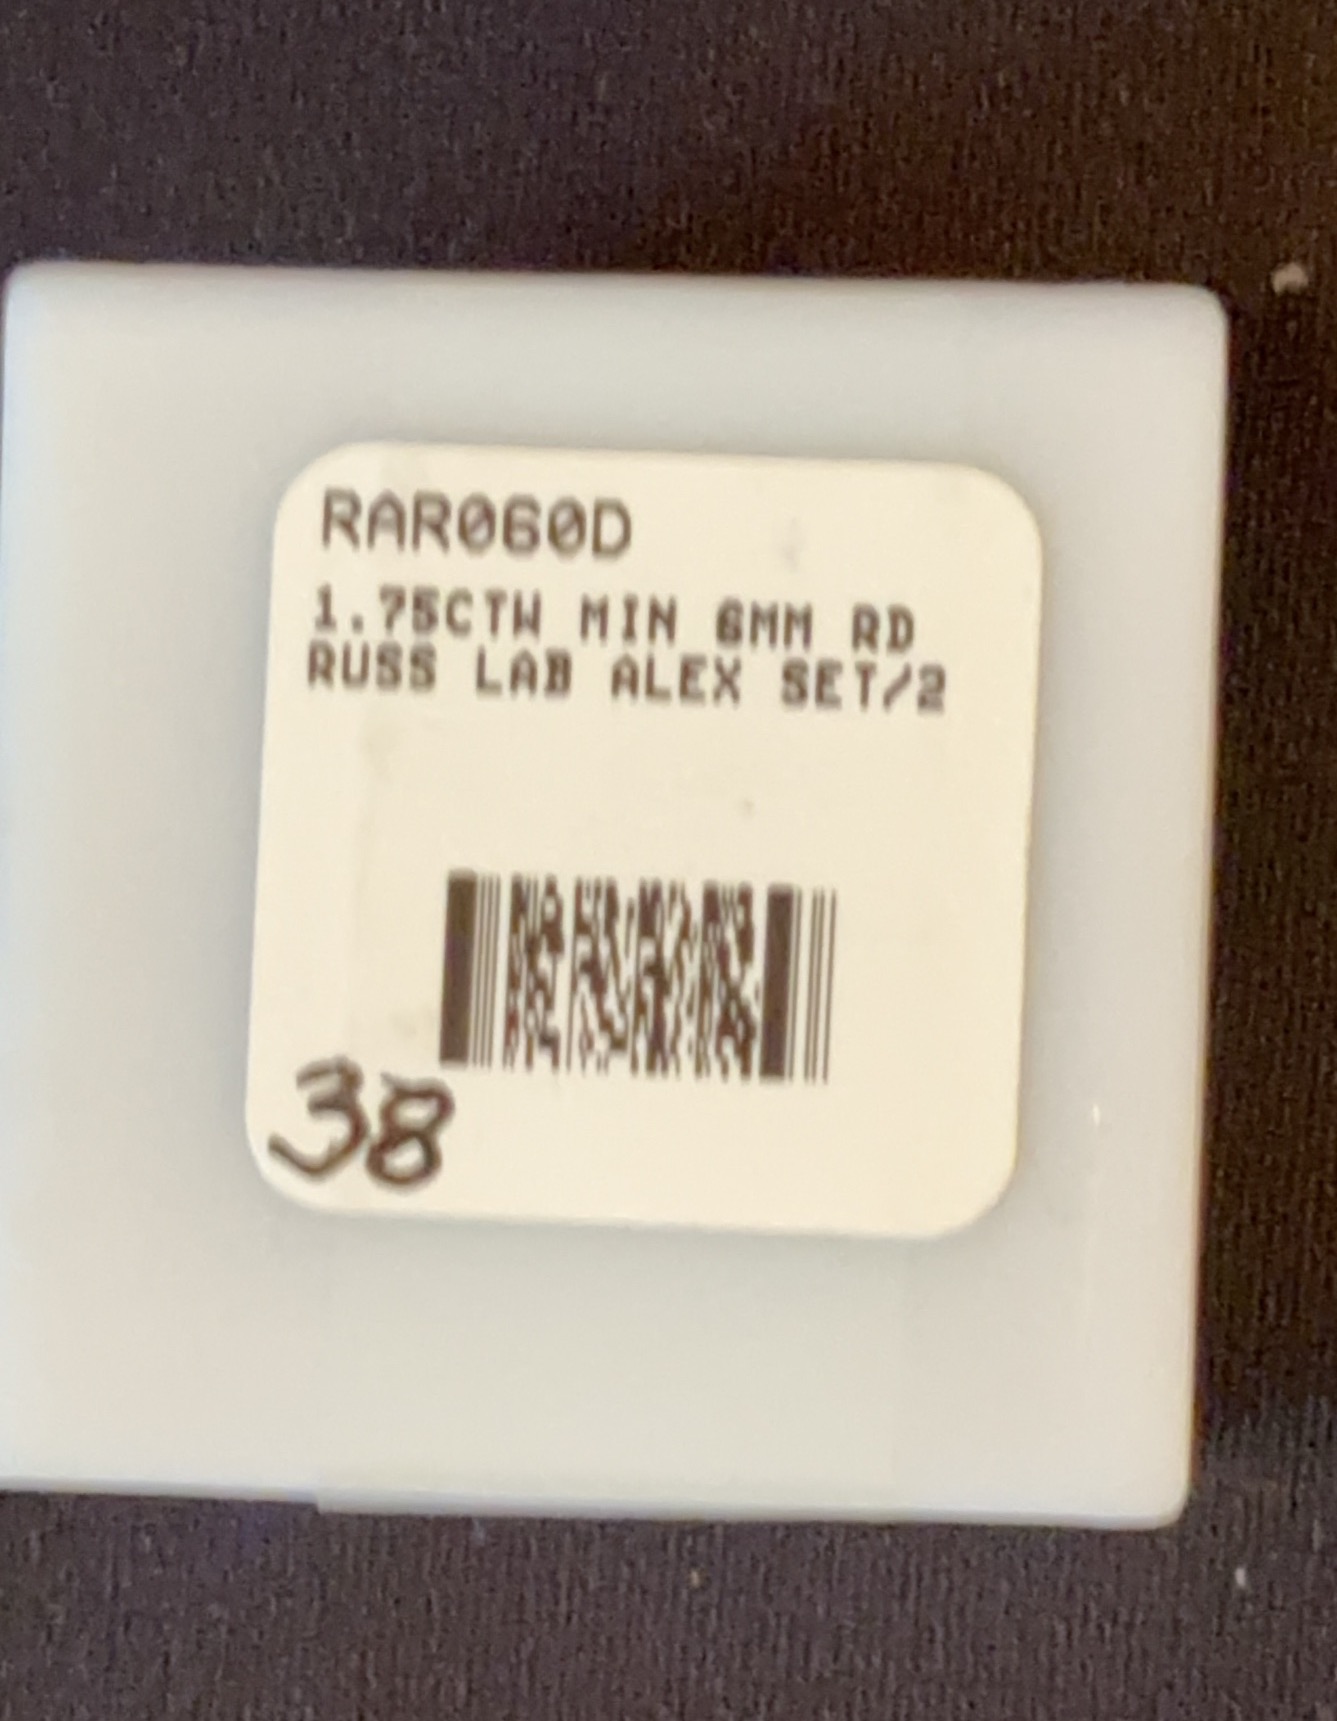 RAR060D
1.75CTW MIN 6MM RD
RUSS LAB ALEX SET/2
38